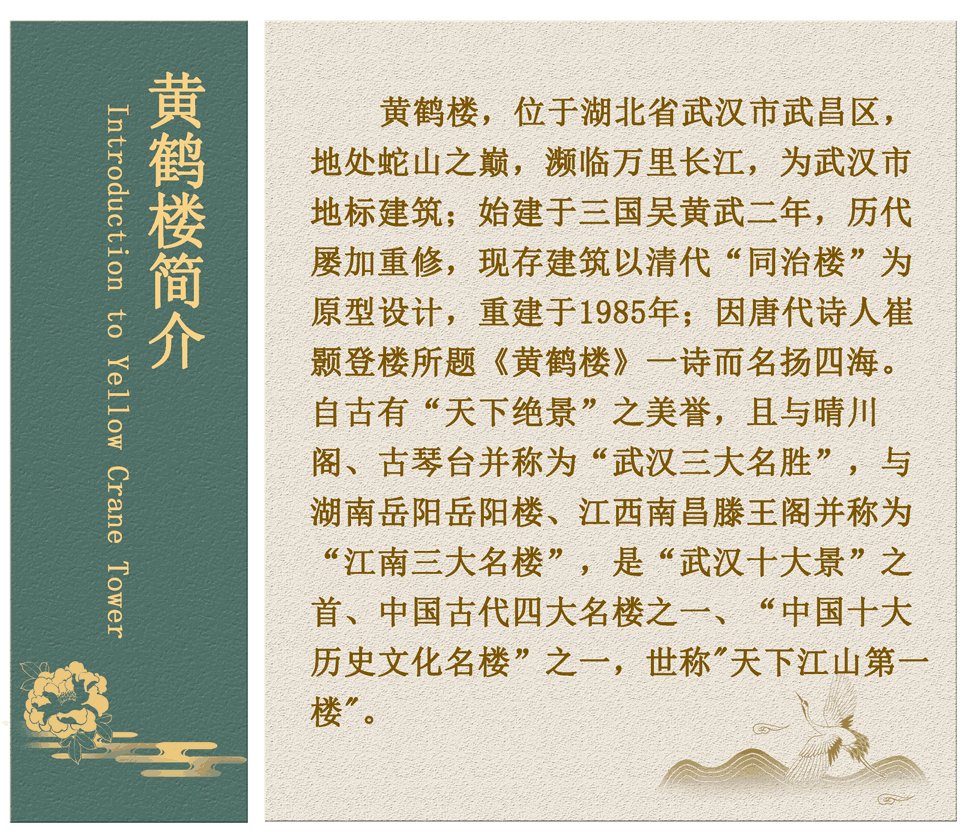 黄鹤楼简介
Introduction to Yellow Crane Tower
黄鹤楼，位于湖北省武汉市武昌区，
地处蛇山之巅，濒临万里长江，为武汉市
地标建筑；始建于三国吴黄武二年，历代
屡加重修，现存建筑以清代“同治楼”为
原型设计，重建于1985年；因唐代诗人崔
颢登楼所题《黄鹤楼》一诗而名扬四海。
自古有“天下绝景”之美誉，且与晴川
阁、古琴台并称为“武汉三大名胜”，与
湖南岳阳岳阳楼、江西南昌滕王阁并称为
“江南三大名楼”，是“武汉十大景”之
首、中国古代四大名楼之一、“中国十大
历史文化名楼”之一，世称"天下江山第一
楼"。